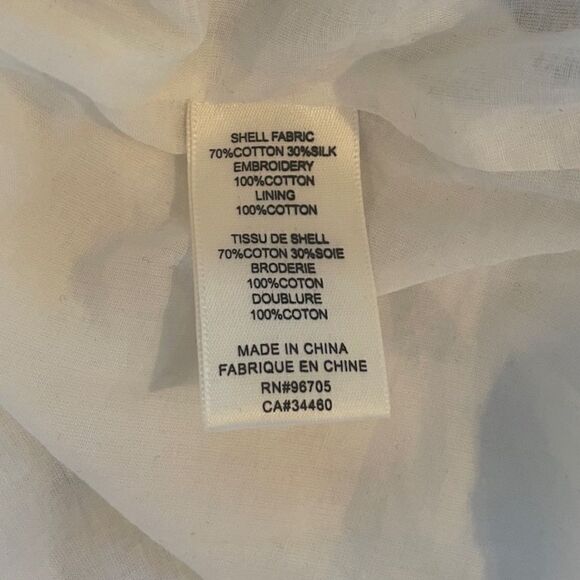 SHELL FABRIC
70%COTTON 30%SILK
EMBROIDERY
100%COTTON
LINING
100%COTTON
TISSU DE SHELL
70%COTON 30%SOIE
BRODERIE
100%COTON
DOUBLURE
100%COTON
MADE IN CHINA
FABRIQUE EN CHINE
RN#96705
CA#34460